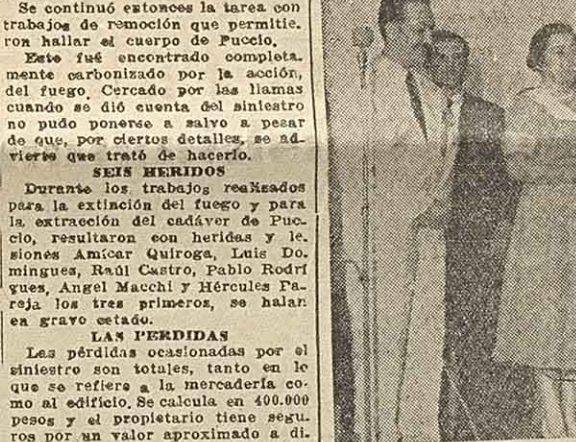 Se continuó estonces la tarea con
trabajos de remoción que permitie.
ron hallar el cuerpo de Puccio.
Este fué encontrado completa.
mente carbonizado por la acción,
del fuego. Cercado por las llamas
cuando se dió cuenta del siniestro
no pudo ponerse a salvo a pesar
de que, por ciertos detalles, se ad-
vierte que trató de hacerlo.
SEIS HERIDOS
Durante los trabajos realizados
para la extinción del fuego y para
la extracción del cadáver de Puc-
cio, resultaron con heridas y le.
siones Amícar Quiroga, Luis Do.
mingues, Raúl Castro, Pablo Rodrí
gues, Angel Macchi y Hércules Pa-
reja los tres primeros, se halan
en gravo estado.
LAS PERDIDAS
Las pérdidas ocasionadas por el
siniestro son totales, tanto en lo
que se refiere a la mercadería co-
mo al edificio. Se calcula en 400.000
pesos y el propietario tiene segu-
ros por un valor aproximado a di-